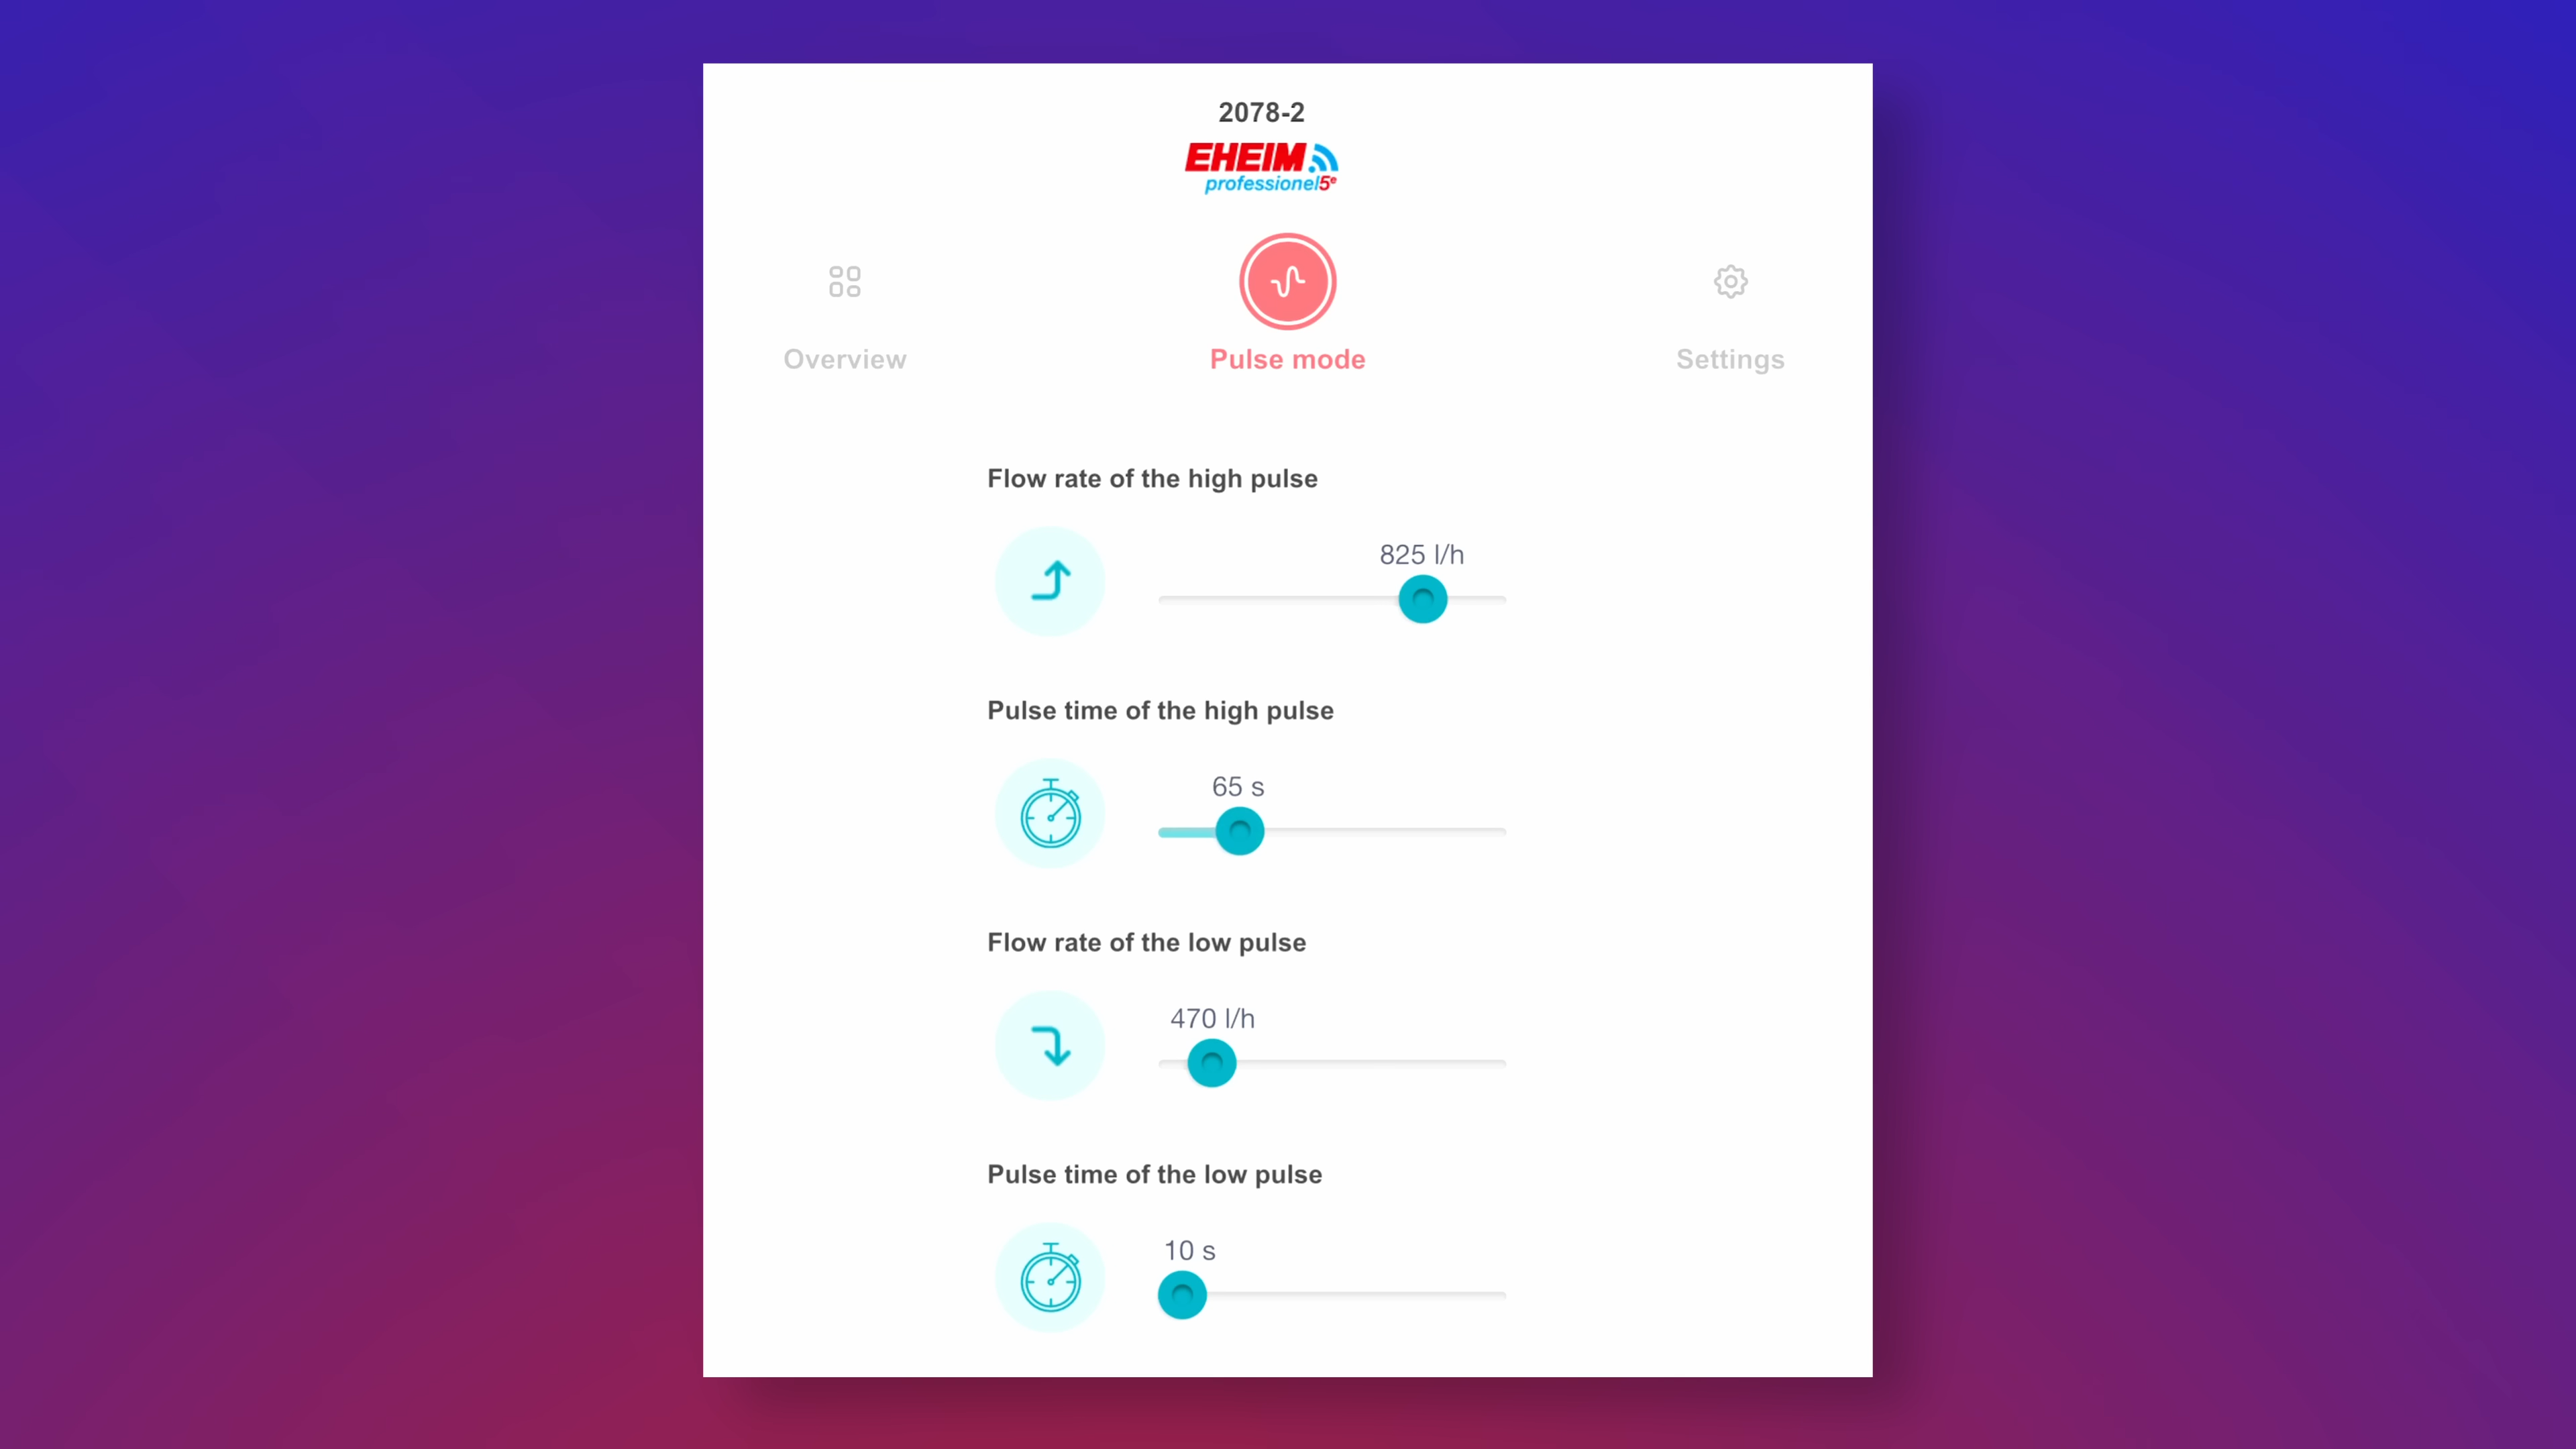 2078-2
EHEIM
professionel5e
Overview
Pulse mode
Settings
Flow rate of the high pulse
825 l/h
Pulse time of the high pulse
65 s
Flow rate of the low pulse
470 l/h
Pulse time of the low pulse
10 s